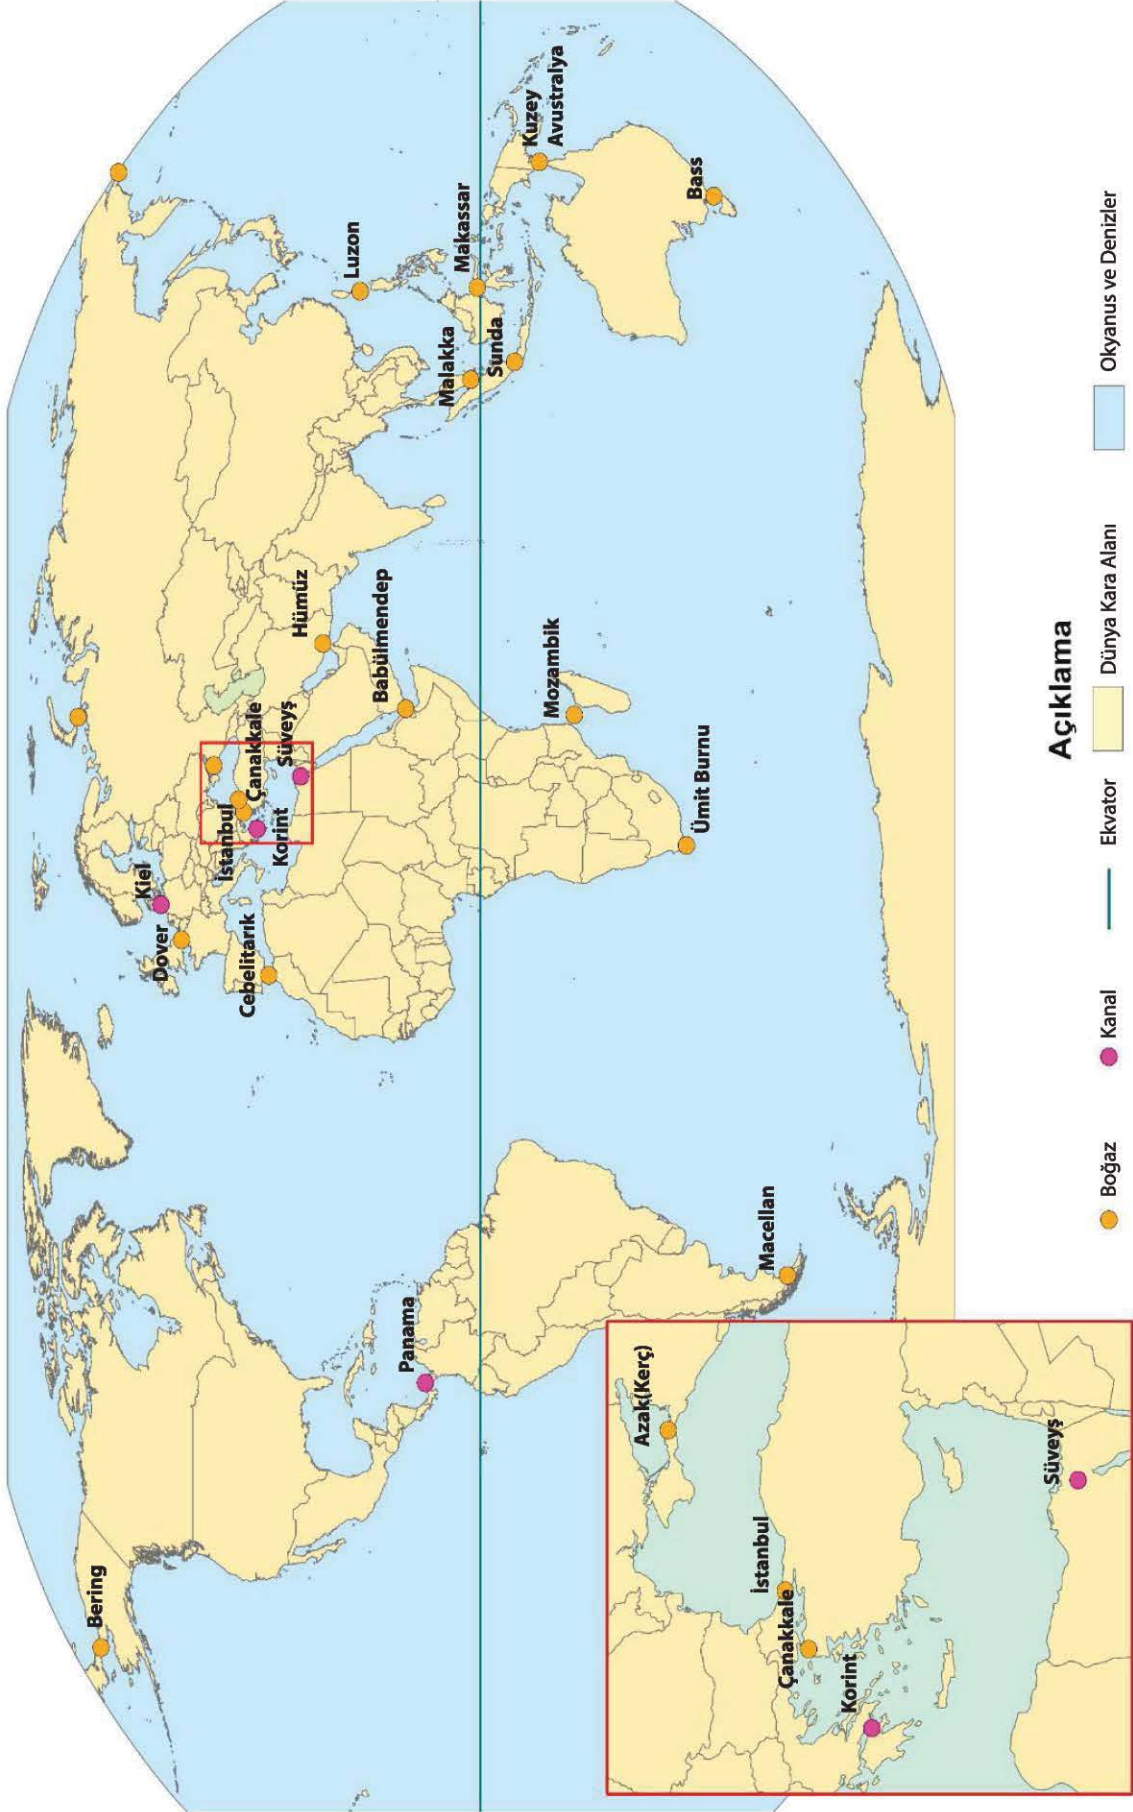 Bering
Panama
Macellan
Dover
Kiel
Cebelitarık
İstanbul
Çanakkale
Korint
Süveyş
Hümüz
Babülmendep
Mozambik
Ümit Burnu
Luzon
Malakka
Makassar
Sunda
Kuzey
Avustralya
Bass
Azak(Kerç)
İstanbul
Çanakkale
Korint
Süveyş
Açıklama
Boğaz
Kanal
Ekvator
Dünya Kara Alanı
Okyanus ve Denizler